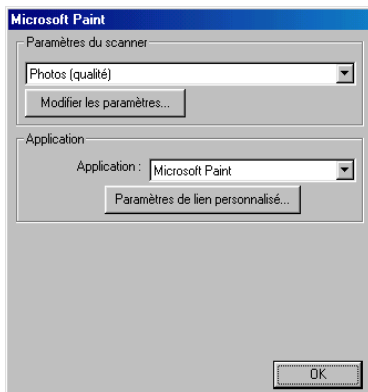 Microsoft Paint
Paramètres du scanner
Photos (qualité)
Modifier les paramètres...
Application
Application : Microsoft Paint
Paramètres de lien personnalisé...
OK